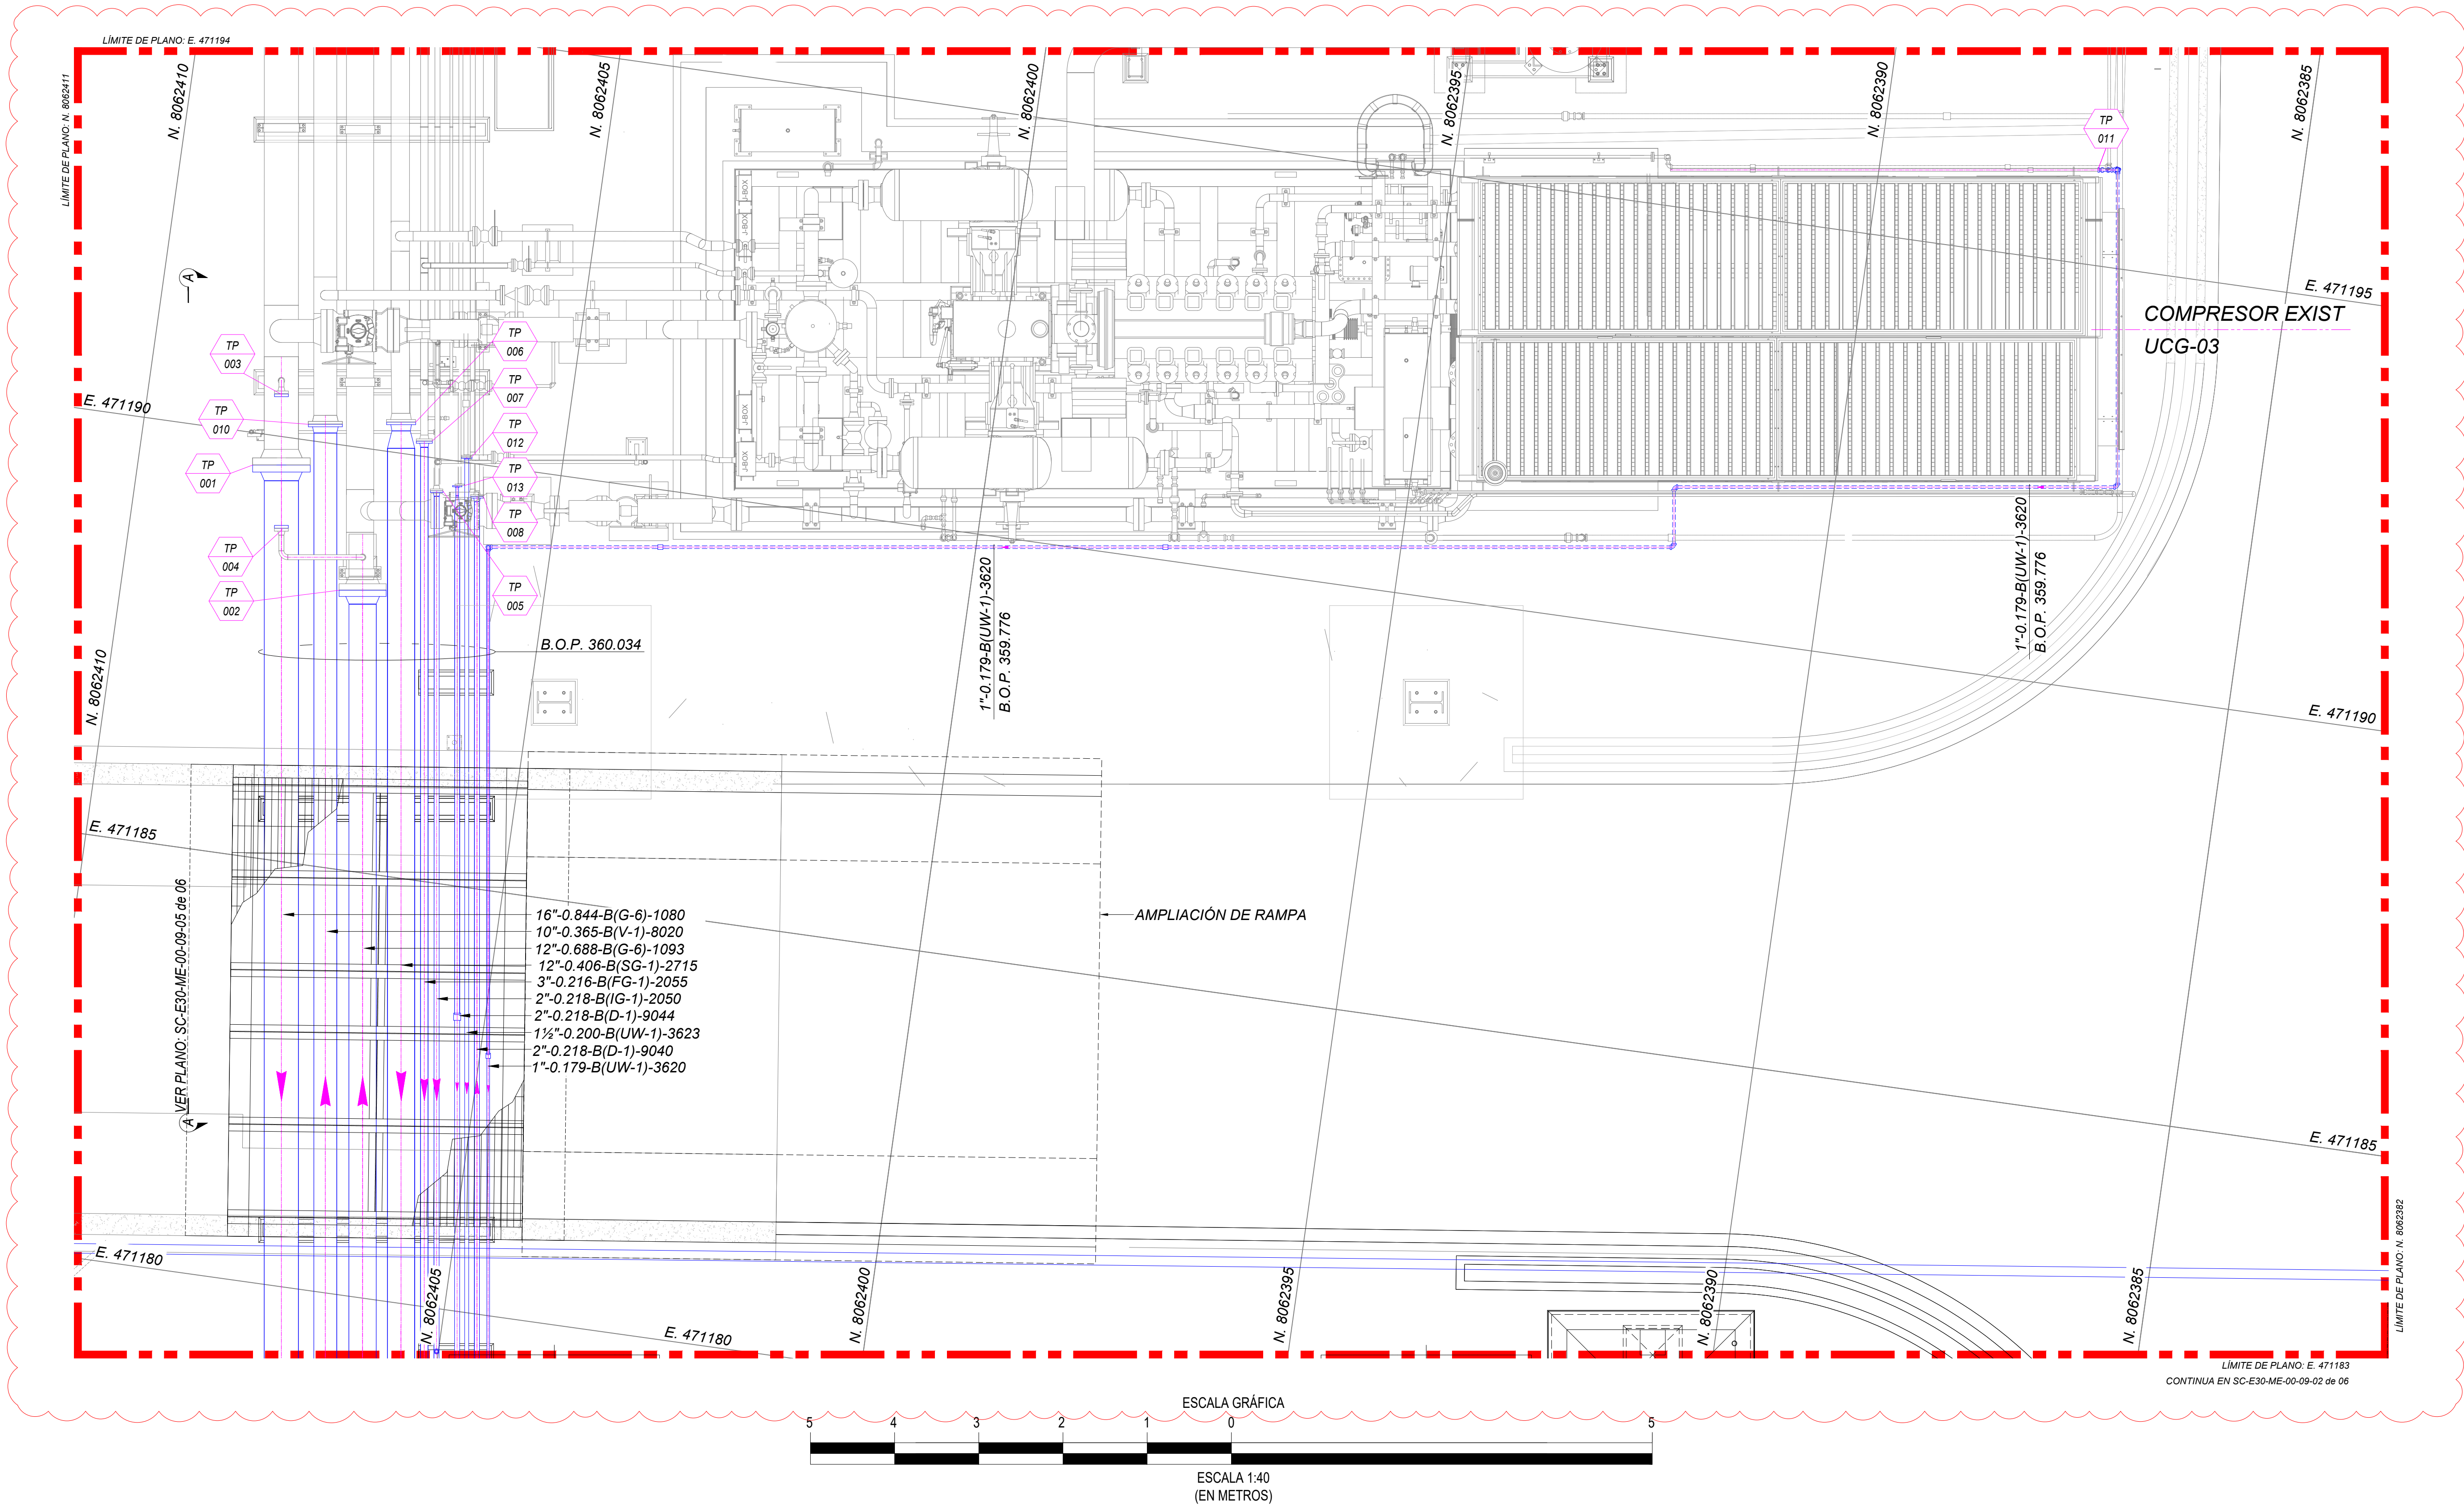 LÍMITE DE PLANO: E. 471194
LÍMITE DE PLANO: N. 8062411
N. 8062410
N. 8062405
N. 8062400
N. 8062395
N. 8062390
N. 8062385
TP
011
J-BOX
J-BOX
J-BOX
J-BOX
A
E. 471195
COMPRESOR EXIST
UCG-03
TP
003
TP
006
TP
007
E. 471190
TP
010
TP
012
TP
001
TP
013
TP
008
TP
004
TP
002
TP
005
1"-0.179-B(UW-1)-3620
B.O.P. 359.776
1"-0.179-B(UW-1)-3620
B.O.P. 359.776
B.O.P. 360.034
N. 8062410
E. 471190
E. 471185
VER PLANO: SC-E30-ME-00-09-05 de 06
A
16"-0.844-B(G-6)-1080
10"-0.365-B(V-1)-8020
12"-0.688-B(G-6)-1093
12"-0.406-B(SG-1)-2715
3"-0.216-B(FG-1)-2055
2"-0.218-B(IG-1)-2050
2"-0.218-B(D-1)-9044
1½"-0.200-B(UW-1)-3623
2"-0.218-B(D-1)-9040
1"-0.179-B(UW-1)-3620
AMPLIACIÓN DE RAMPA
E. 471185
E. 471180
E. 471180
N. 8062405
N. 8062400
N. 8062395
N. 8062390
N. 8062385
LÍMITE DE PLANO: N. 8062382
LÍMITE DE PLANO: E. 471183
CONTINUA EN SC-E30-ME-00-09-02 de 06
ESCALA GRÁFICA
5 4 3 2 1 0 5
ESCALA 1:40
(EN METROS)